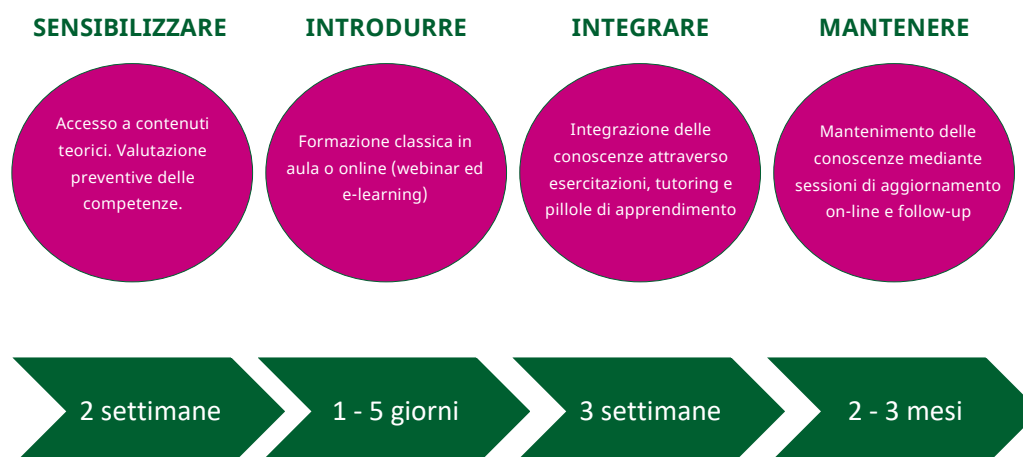 SENSIBILIZZARE
INTRODURRE
INTEGRARE
MANTENERE
Accesso a contenuti
teorici. Valutazione
preventive delle
competenze.
Formazione classica in
aula o online (webinar ed
e-learning)
Integrazione delle
conoscenze attraverso
esercitazioni, tutoring e
pillole di apprendimento
Mantenimento delle
conoscenze mediante
sessioni di aggiornamento
on-line e follow-up
2 settimane
1 - 5 giorni
3 settimane
2 - 3 mesi